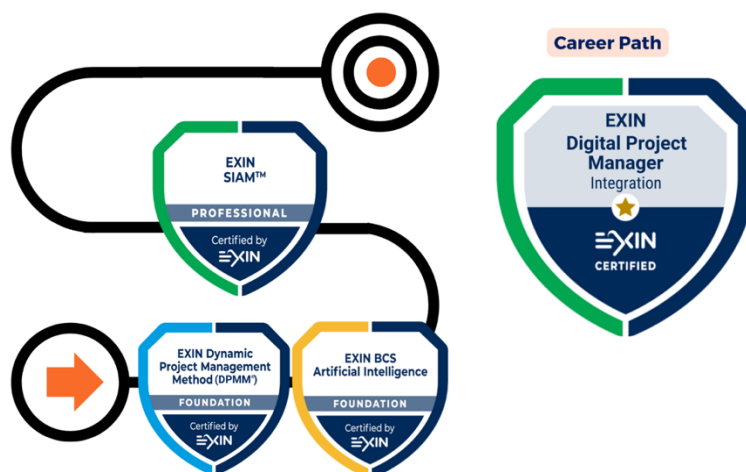 Career Path
EXIN
SIAM™
PROFESSIONAL
Certified by
EXIN
EXIN
Digital Project
Manager
Integration
EXIN
CERTIFIED
EXIN Dynamic
Project Management
Method (DPMM®)
FOUNDATION
Certified by
EXIN
EXIN BCS
Artificial Intelligence
FOUNDATION
Certified by
EXIN